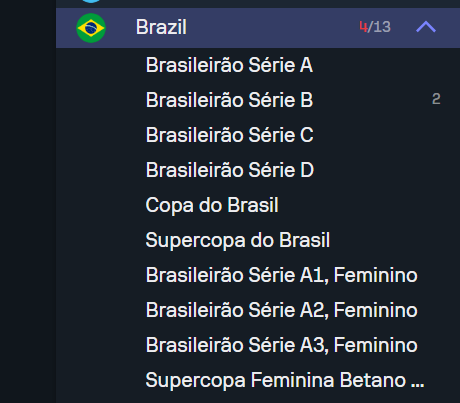 Brazil 4/13
Brasileirão Série A
Brasileirão Série B 2
Brasileirão Série C
Brasileirão Série D
Copa do Brasil
Supercopa do Brasil
Brasileirão Série A1, Feminino
Brasileirão Série A2, Feminino
Brasileirão Série A3, Feminino
Supercopa Feminina Betano ...